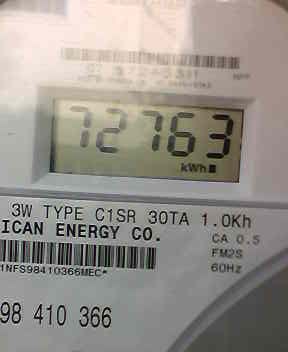 72763
kWh
3W TYPE C1SR 30TA 1.0Kh
ICAN ENERGY CO.
CA 0.5
FM2S
60Hz
1NFS98410366MEC*
98 410 366